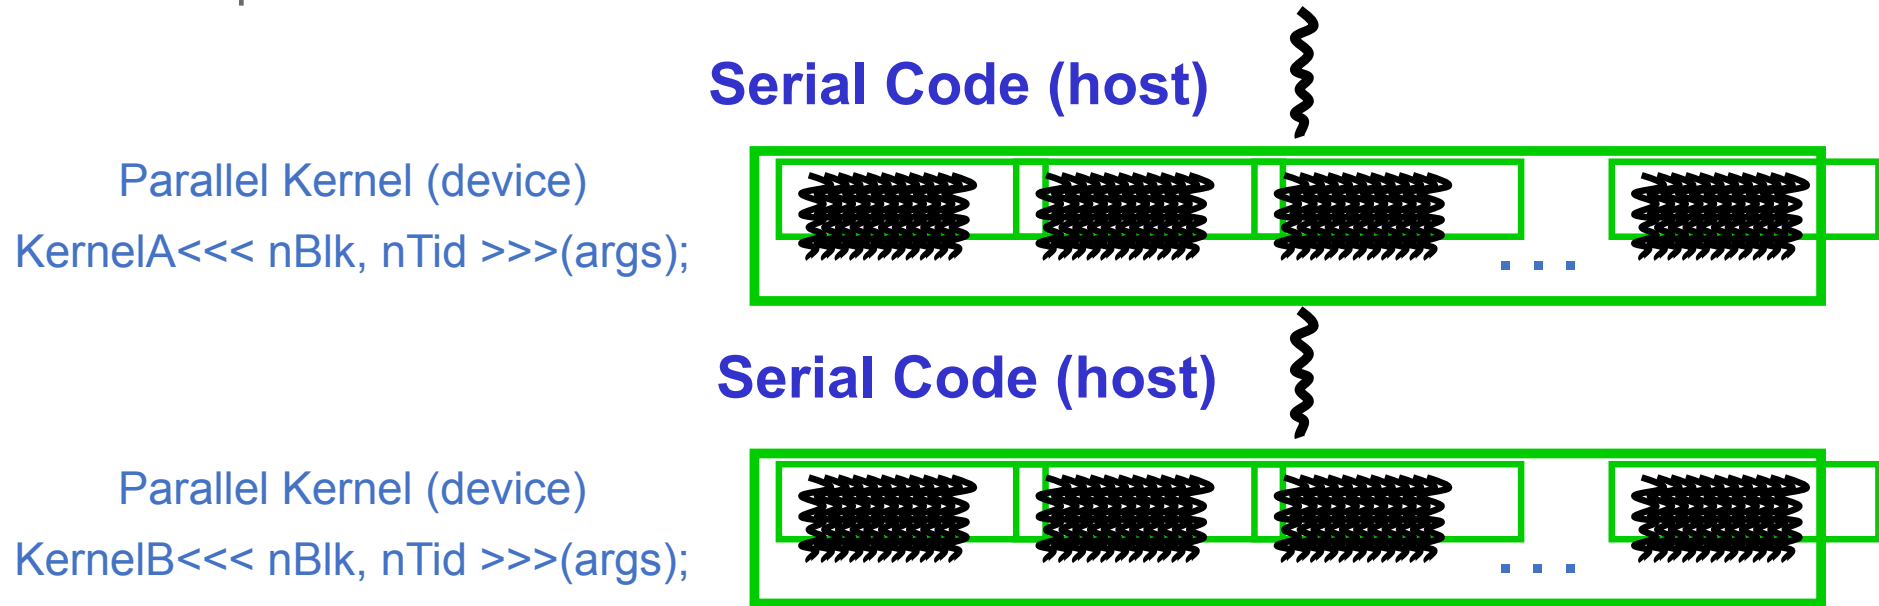 Serial Code (host)
Parallel Kernel (device)
KernelA<<< nBlk, nTid >>>(args);
. . .
Serial Code (host)
Parallel Kernel (device)
KernelB<<< nBlk, nTid >>>(args);
. . .